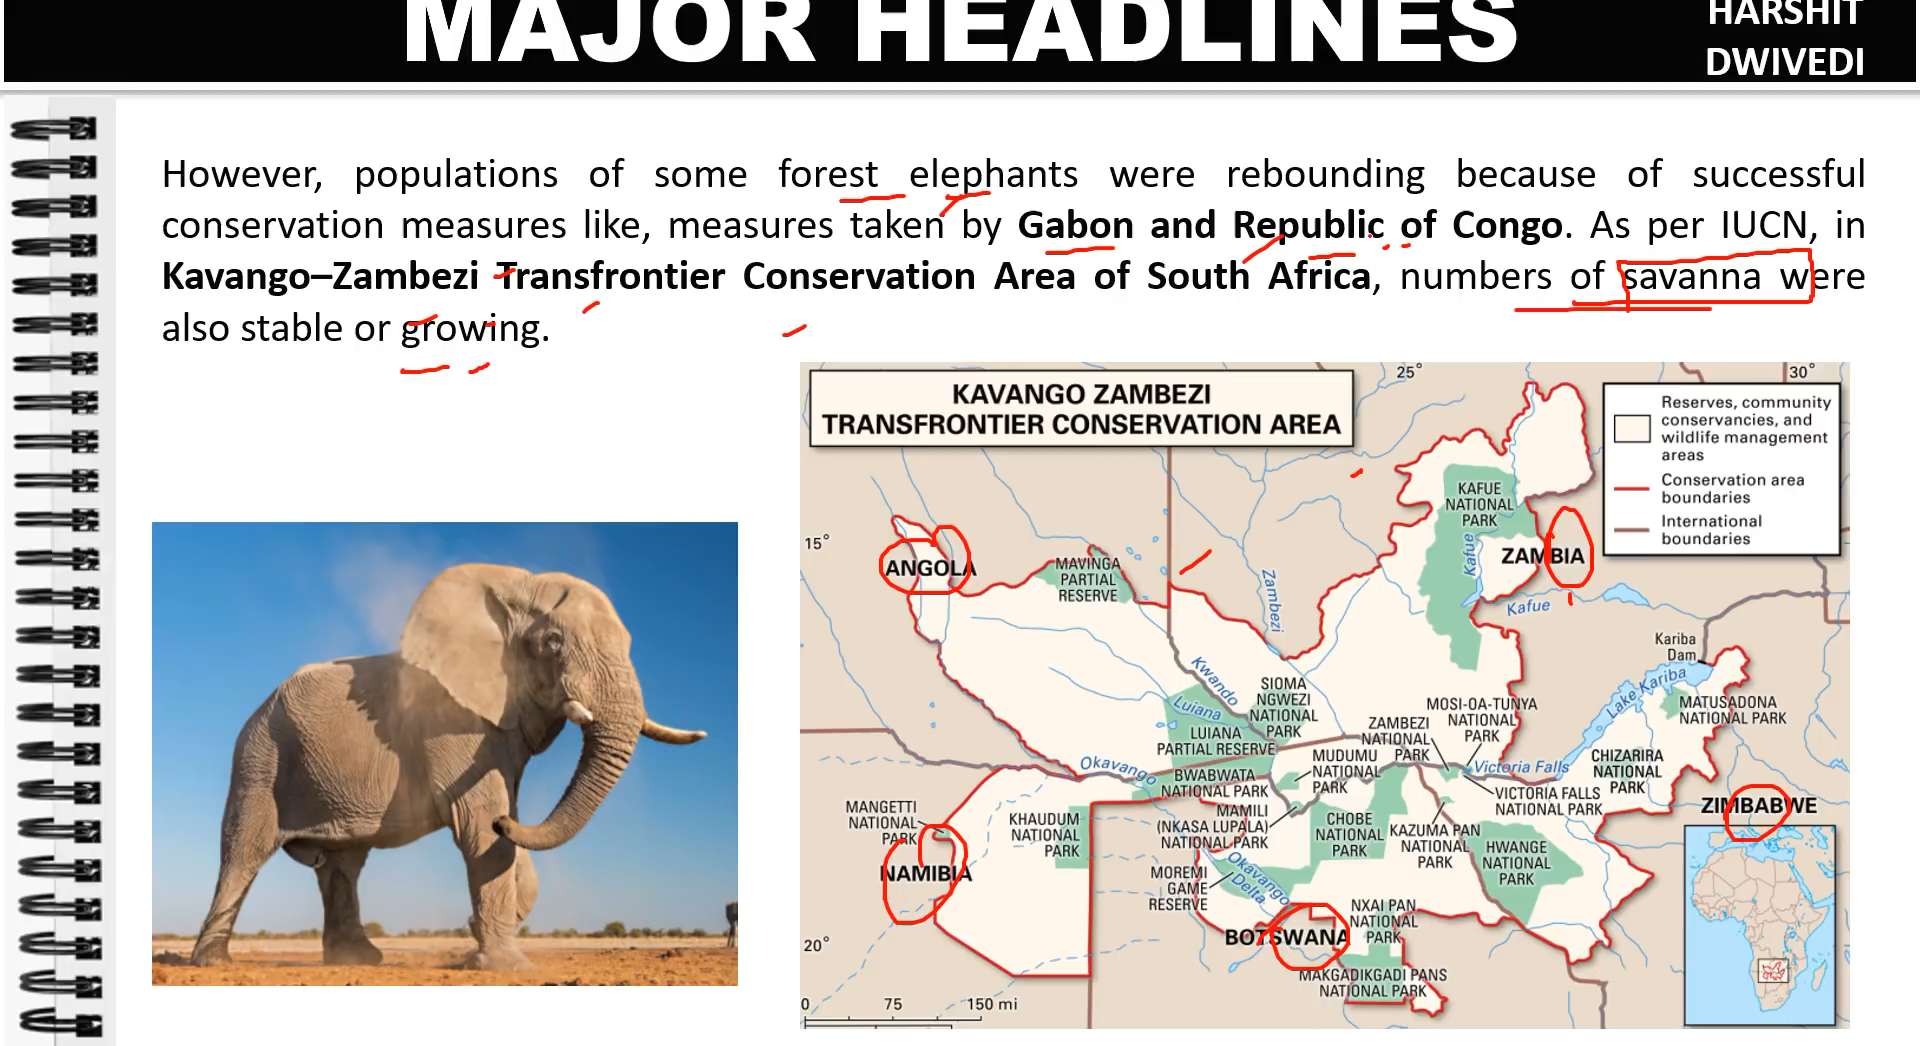 MAJOR HEADLINES
HARSHIT
DWIVEDI
However, populations of some forest elephants were rebounding because of successful
conservation measures like, measures taken by Gabon and Republic of Congo. As per IUCN, in
Kavango–Zambezi Transfrontier Conservation Area of South Africa, numbers of savanna were
also stable or growing.
KAVANGO ZAMBEZI
TRANSFRONTIER CONSERVATION AREA
25°
30°
Reserves, community
conservancies, and
wildlife management
areas
Conservation area
boundaries
International
boundaries
KAFUE
NATIONAL
PARK
15°
ANGOLA
MAVINGA
PARTIAL
RESERVE
Zambezi
Kafue
ZAMBIA
Kafue
Kariba
Dam
Lake Kariba
Kwando
Luiana
SIOMA
NGWEZI
NATIONAL
PARK
LUIANA
PARTIAL RESERVE
ZAMBEZI
NATIONAL
PARK
MOSI-OA-TUNYA
NATIONAL
PARK
MATUSADONA
NATIONAL PARK
Okavango
BWABWATA
NATIONAL PARK
MUDUMU
NATIONAL
PARK
Victoria Falls
CHIZARIRA
NATIONAL
PARK
VICTORIA FALLS
NATIONAL PARK
MANGETTI
NATIONAL
PARK
KHAUDUM
NATIONAL
PARK
MAMILI
(NKASA LUPALA)
NATIONAL PARK
CHOBE
NATIONAL
PARK
KAZUMA PAN
NATIONAL
PARK
HWANGE
NATIONAL
PARK
ZIMBABWE
NAMIBIA
MOREMI
GAME
RESERVE
Okavango
Delta
NXAI PAN
NATIONAL
PARK
BOTSWANA
20°
MAKGADIKGADI PANS
NATIONAL PARK
0 75 150 mi